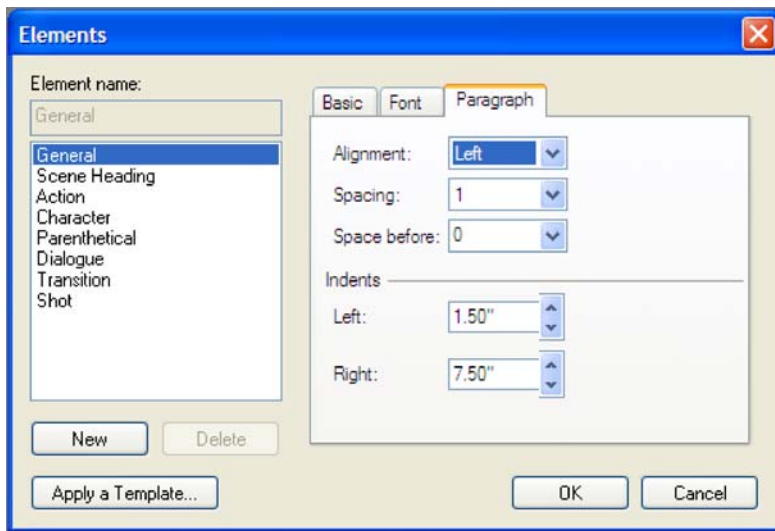 Elements
Element name:
General
General
Scene Heading
Action
Character
Parenthetical
Dialogue
Transition
Shot
New Delete
Apply a Template...
Basic Font Paragraph
Alignment: Left
Spacing: 1
Space before: 0
Indents
Left: 1.50"
Right: 7.50"
OK Cancel